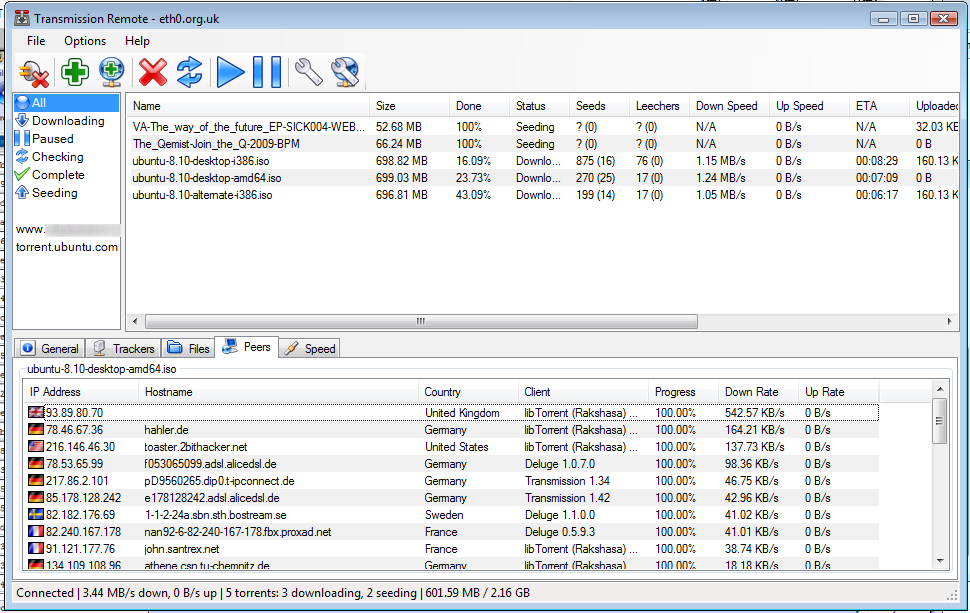 Transmission Remote - eth0.org.uk
File Options Help
All
Downloading
Paused
Checking
Complete
Seeding
www.
torrent.ubuntu.com
Name Size Done Status Seeds Leechers Down Speed Up Speed ETA Uploaded
VA-The_way_of_the_future_EP-SICK004-WEB... 52.68 MB 100% Seeding ? (0) ? (0) N/A 0 B/s N/A 32.03 KB
The_Qemist-Join_the_Q-2009-BPM 66.24 MB 100% Seeding ? (0) ? (0) N/A 0 B/s N/A 0 B
ubuntu-8.10-desktop-i386.iso 698.82 MB 16.09% Downlo... 875 (16) 76 (0) 1.15 MB/s 0 B/s 00:08:29 160.13 K
ubuntu-8.10-desktop-amd64.iso 699.03 MB 23.73% Downlo... 270 (25) 17 (0) 1.24 MB/s 0 B/s 00:07:09 0 B
ubuntu-8.10-alternate-i386.iso 696.81 MB 43.09% Downlo... 199 (14) 17 (0) 1.05 MB/s 0 B/s 00:06:17 160.13 K
General Trackers Files Peers Speed
ubuntu-8.10-desktop-amd64.iso
IP Address Hostname Country Client Progress Down Rate Up Rate
93.89.80.70 United Kingdom libTorrent (Rakshasa) ... 100.00% 542.57 KB/s 0 B/s
78.46.67.36 hahler.de Germany libTorrent (Rakshasa) ... 100.00% 164.21 KB/s 0 B/s
216.146.46.30 toaster.2bithacker.net United States libTorrent (Rakshasa) ... 100.00% 137.73 KB/s 0 B/s
78.53.65.99 f053065099.adsl.alicedsl.de Germany Deluge 1.0.7.0 100.00% 98.36 KB/s 0 B/s
217.86.2.101 pD9560265.dip0.t-ipconnect.de Germany Transmission 1.34 100.00% 46.75 KB/s 0 B/s
85.178.128.242 e178128242.adsl.alicedsl.de Germany Transmission 1.42 100.00% 42.96 KB/s 0 B/s
82.182.176.69 1-1-2-24a.sbn.sth.bostream.se Sweden Deluge 1.1.0.0 100.00% 41.02 KB/s 0 B/s
82.240.167.178 nan92-6-82-240-167-178.fbx.proxad.net France Deluge 0.5.9.3 100.00% 41.01 KB/s 0 B/s
91.121.177.76 john.santrex.net France libTorrent (Rakshasa) ... 100.00% 38.74 KB/s 0 B/s
134.109.108.96 athene.csn.tu-chemnitz.de Germany libTorrent (Rakshasa) ... 100.00% 18.18 KB/s 0 B/s
Connected | 3.44 MB/s down, 0 B/s up | 5 torrents: 3 downloading, 2 seeding | 601.59 MB / 2.16 GB